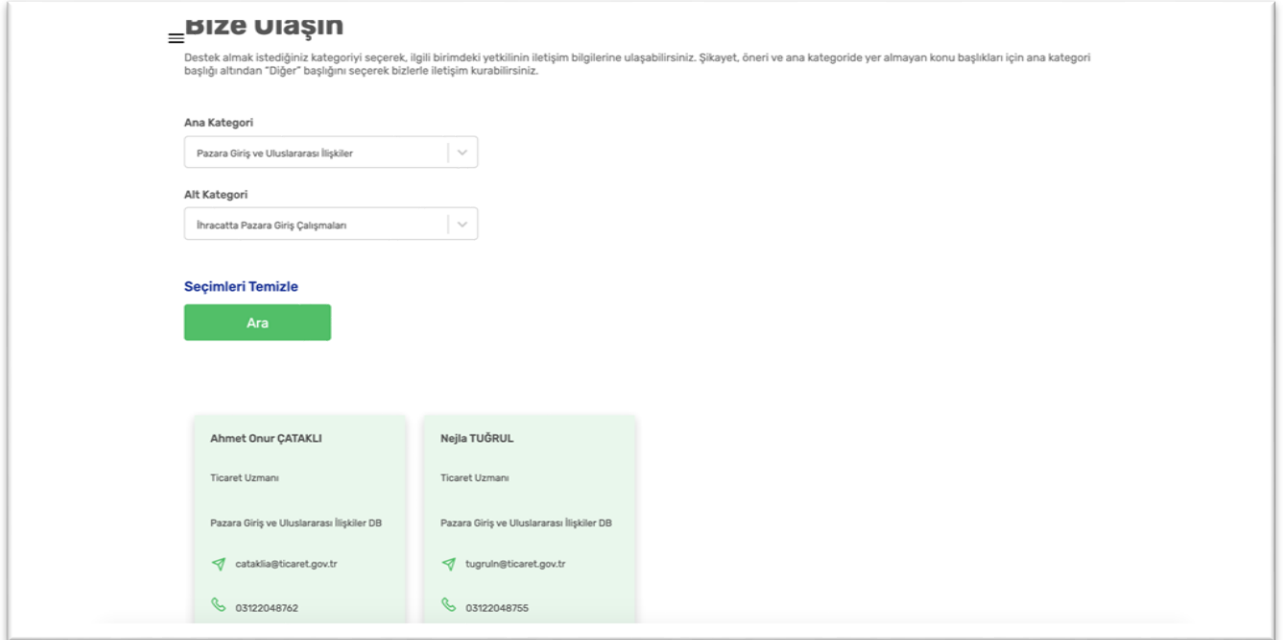 Bize Ulaşın
Destek almak istediğiniz kategoriyi seçerek, ilgili birimdeki yetkilinin iletişim bilgilerine ulaşabilirsiniz. Şikayet, öneri ve ana kategoride yer almayan konu başlıkları için ana kategori
başlığı altından "Diğer" başlığını seçerek bizlerle iletişim kurabilirsiniz.
Ana Kategori
Pazara Giriş ve Uluslararası İlişkiler
Alt Kategori
İhracatta Pazara Giriş Çalışmaları
Seçimleri Temizle
Ara
Ahmet Onur ÇATAKLI
Ticaret Uzmanı
Pazara Giriş ve Uluslararası İlişkiler DB
cataklia@ticaret.gov.tr
03122048762
Nejla TUĞRUL
Ticaret Uzmanı
Pazara Giriş ve Uluslararası İlişkiler DB
tugruln@ticaret.gov.tr
03122048755